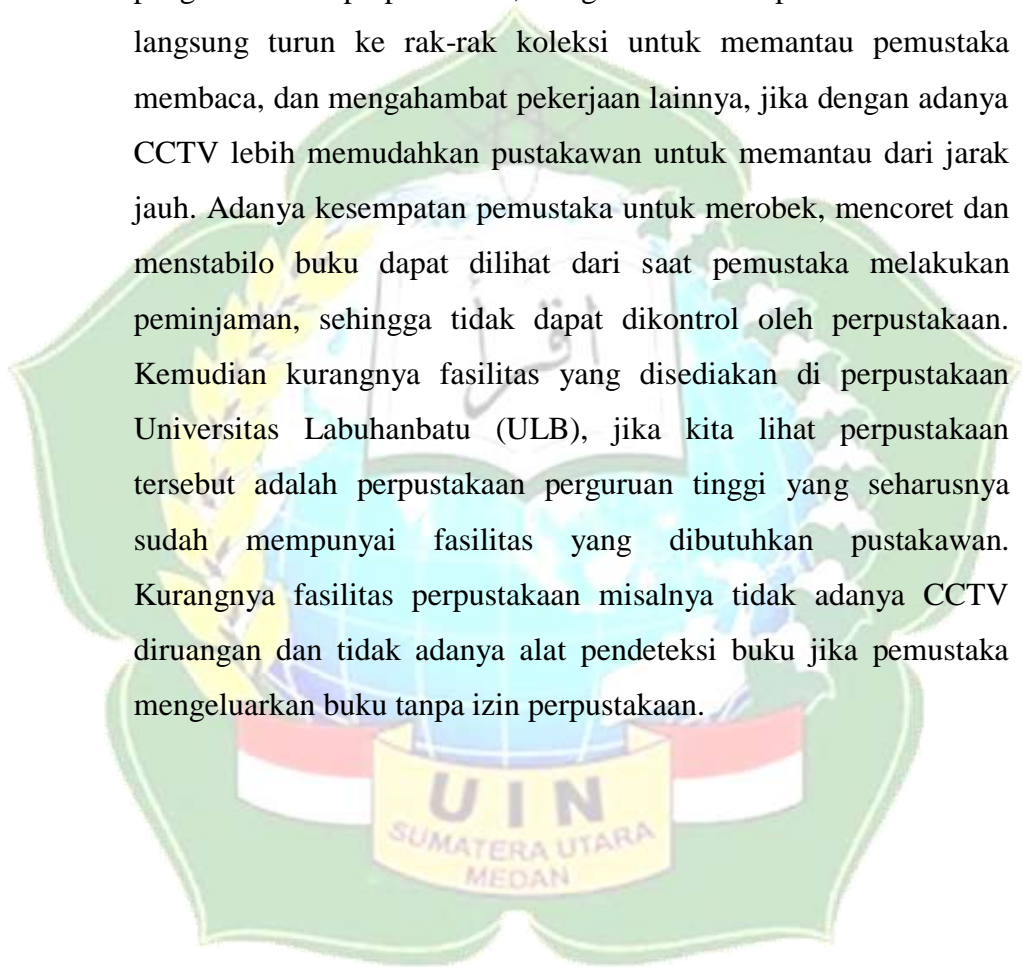 langsung turun ke rak-rak koleksi untuk memantau pemustaka
membaca, dan mengahambat pekerjaan lainnya, jika dengan adanya
CCTV lebih memudahkan pustakawan untuk memantau dari jarak
jauh. Adanya kesempatan pemustaka untuk merobek, mencoret dan
menstabilo buku dapat dilihat dari saat pemustaka melakukan
peminjaman, sehingga tidak dapat dikontrol oleh perpustakaan.
Kemudian kurangnya fasilitas yang disediakan di perpustakaan
Universitas Labuhanbatu (ULB), jika kita lihat perpustakaan
tersebut adalah perpustakaan perguruan tinggi yang seharusnya
sudah mempunyai fasilitas yang dibutuhkan pustakawan.
Kurangnya fasilitas perpustakaan misalnya tidak adanya CCTV
diruangan dan tidak adanya alat pendeteksi buku jika pemustaka
mengeluarkan buku tanpa izin perpustakaan.
اقرأ
UIN
SUMATERA UTARA
MEDAN